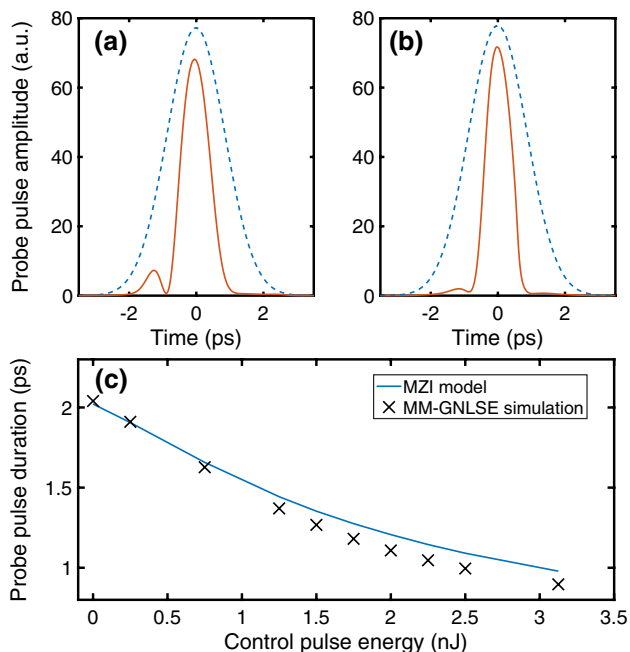 (a)
(b)
Probe pulse amplitude (a.u.)
80
60
40
20
0
-2
0
2
Time (ps)
80
60
40
20
0
-2
0
2
Time (ps)
(c)
MZI model
MM-GNLSE simulation
Probe pulse duration (ps)
2
1.5
1
0
0.5
1
1.5
2
2.5
3
3.5
Control pulse energy (nJ)